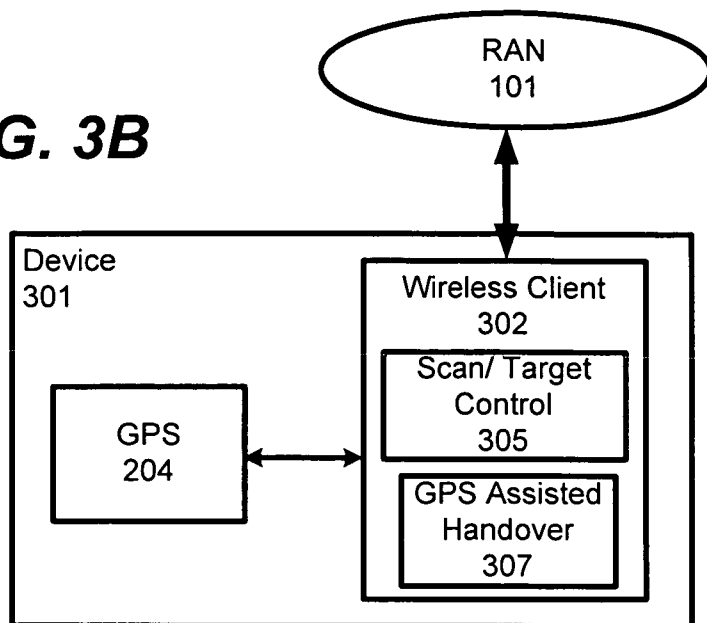 RAN
101
G. 3B
Device
301
Wireless Client
302
Scan/ Target
Control
305
GPS
204
GPS Assisted
Handover
307